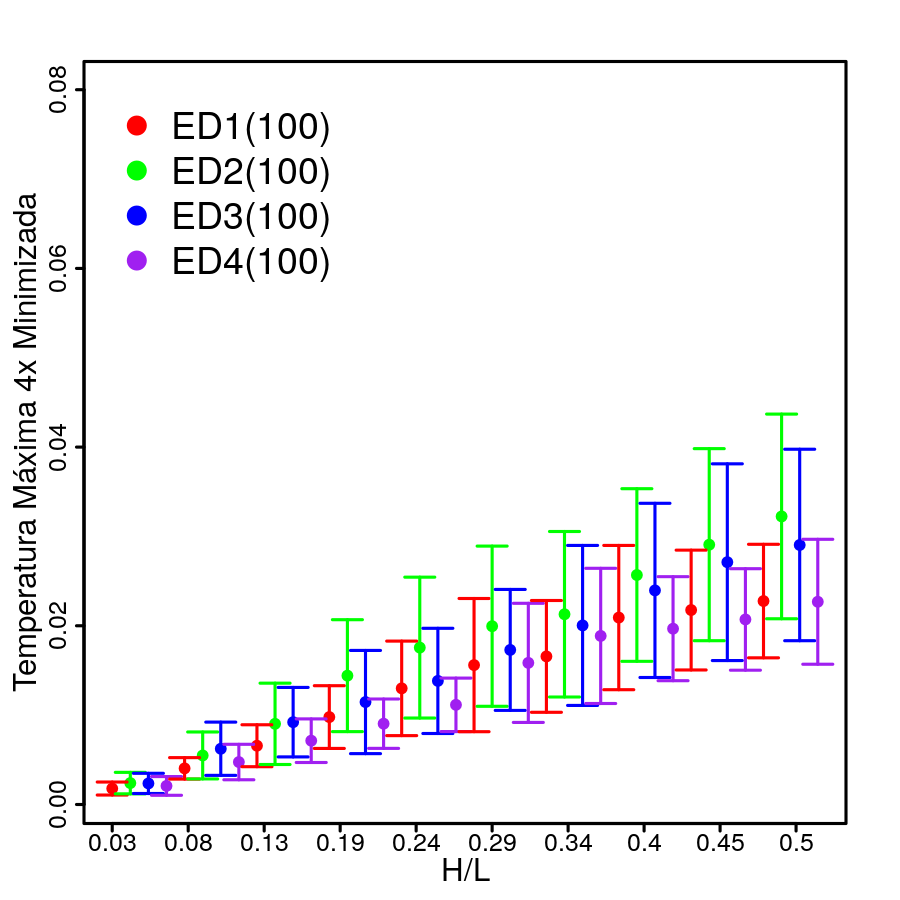 ED1(100)
ED2(100)
ED3(100)
ED4(100)
Temperatura Máxima 4x Minimizada
0.08
0.06
0.04
0.02
0.00
0.03 0.08 0.13 0.19 0.24 0.29 0.34 0.4 0.45 0.5
H/L